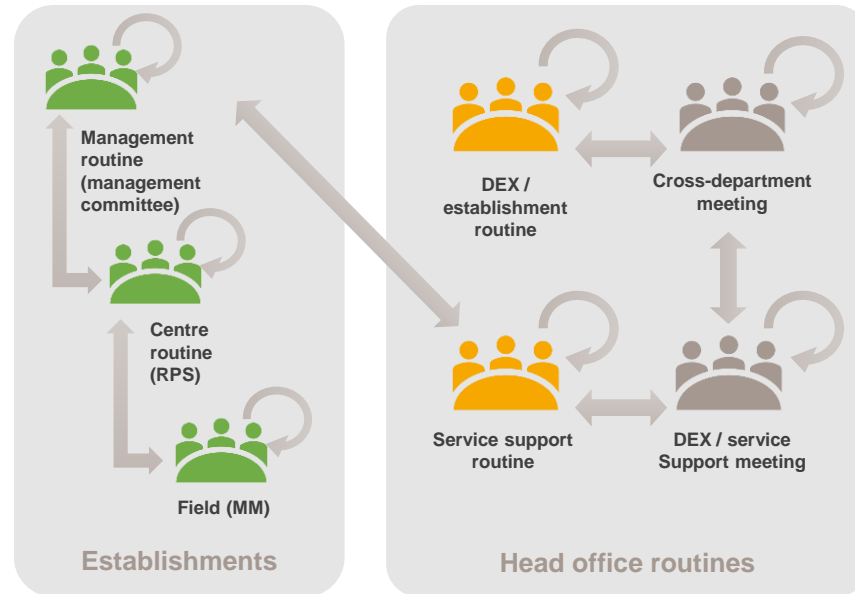 Management
routine
(management
committee)
Centre
routine
(RPS)
Field (MM)
Establishments
DEX /
establishment
routine
Cross-department
meeting
Service support
routine
DEX / service
Support meeting
Head office routines